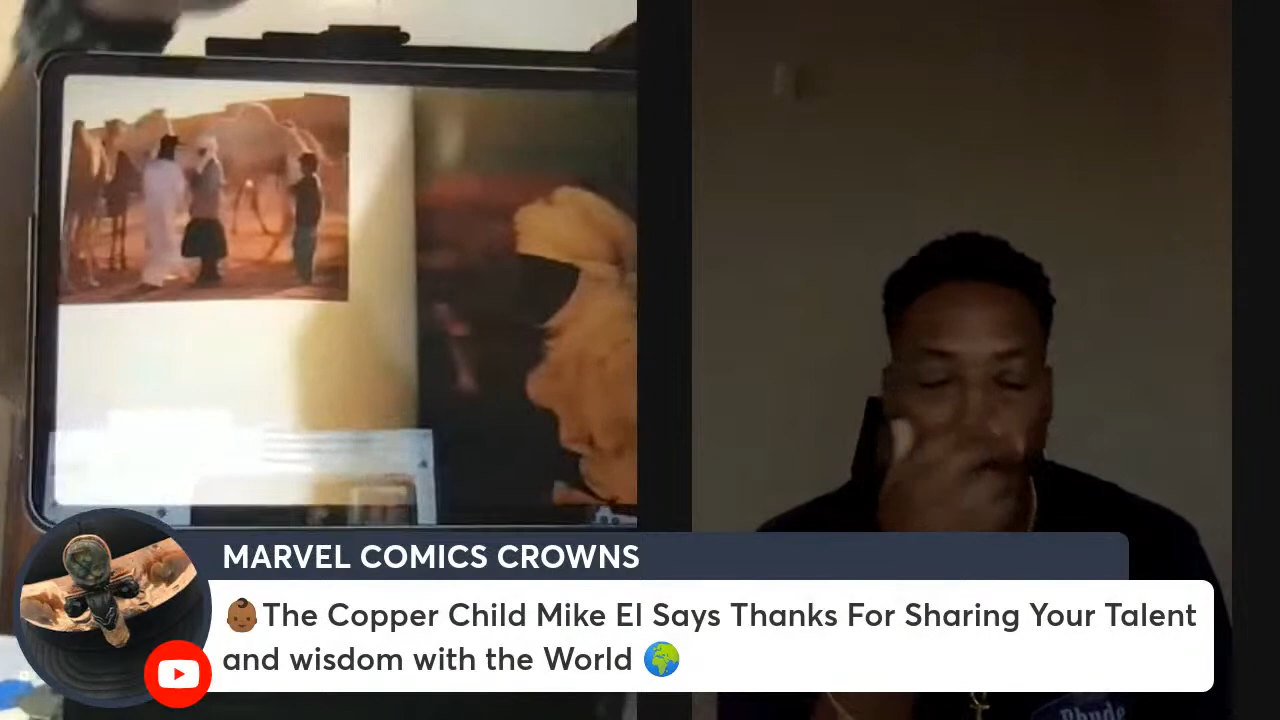 MARVEL COMICS CROWNS
👶🏾The Copper Child Mike El Says Thanks For Sharing Your Talent
and wisdom with the World 🌍
Rhude